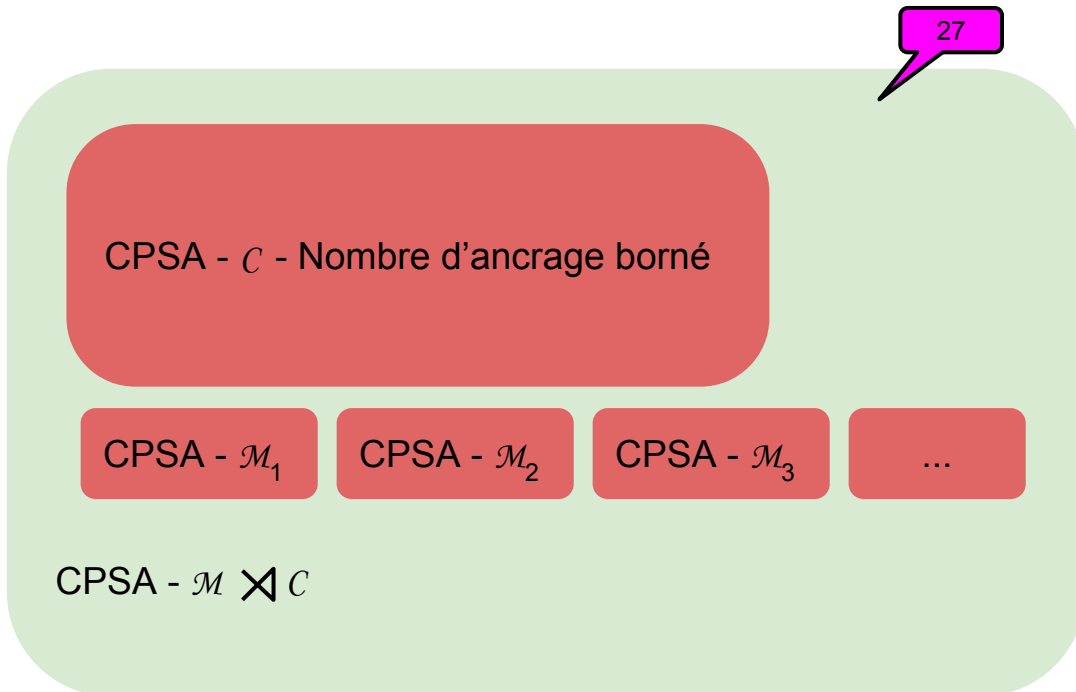 27
CPSA - 𝒞 - Nombre d’ancrage borné
CPSA - ℳ₁
CPSA - ℳ₂
CPSA - ℳ₃
...
CPSA - ℳ ⋊ 𝒞